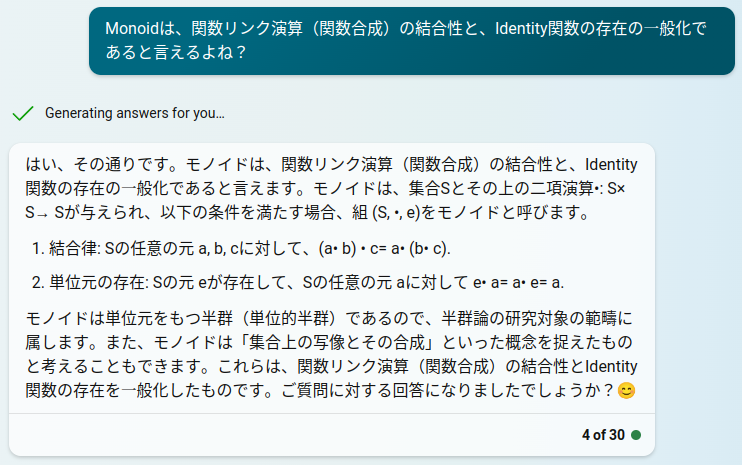 Monoidは、関数リンク演算（関数合成）の結合性と、Identity関数の存在の一般化で
あると言えるよね？
Generating answers for you…
はい、その通りです。モノイドは、関数リンク演算（関数合成）の結合性と、Identity
関数の存在の一般化であると言えます。モノイドは、集合Sとその上の二項演算•: S×
S→ Sが与えられ、以下の条件を満たす場合、組 (S, •, e)をモノイドと呼びます。
1. 結合律: Sの任意の元 a, b, cに対して、(a• b) • c= a• (b• c).
2. 単位元の存在: Sの元 eが存在して、Sの任意の元 aに対して e• a= a• e= a.
モノイドは単位元をもつ半群（単位的半群）であるので、半群論の研究対象の範疇に
属します。また、モノイドは「集合上の写像とその合成」といった概念を捉えたもの
と考えることもできます。これらは、関数リンク演算（関数合成）の結合性とIdentity
関数の存在を一般化したものです。ご質問に対する回答になりましたでしょうか？😊
4 of 30